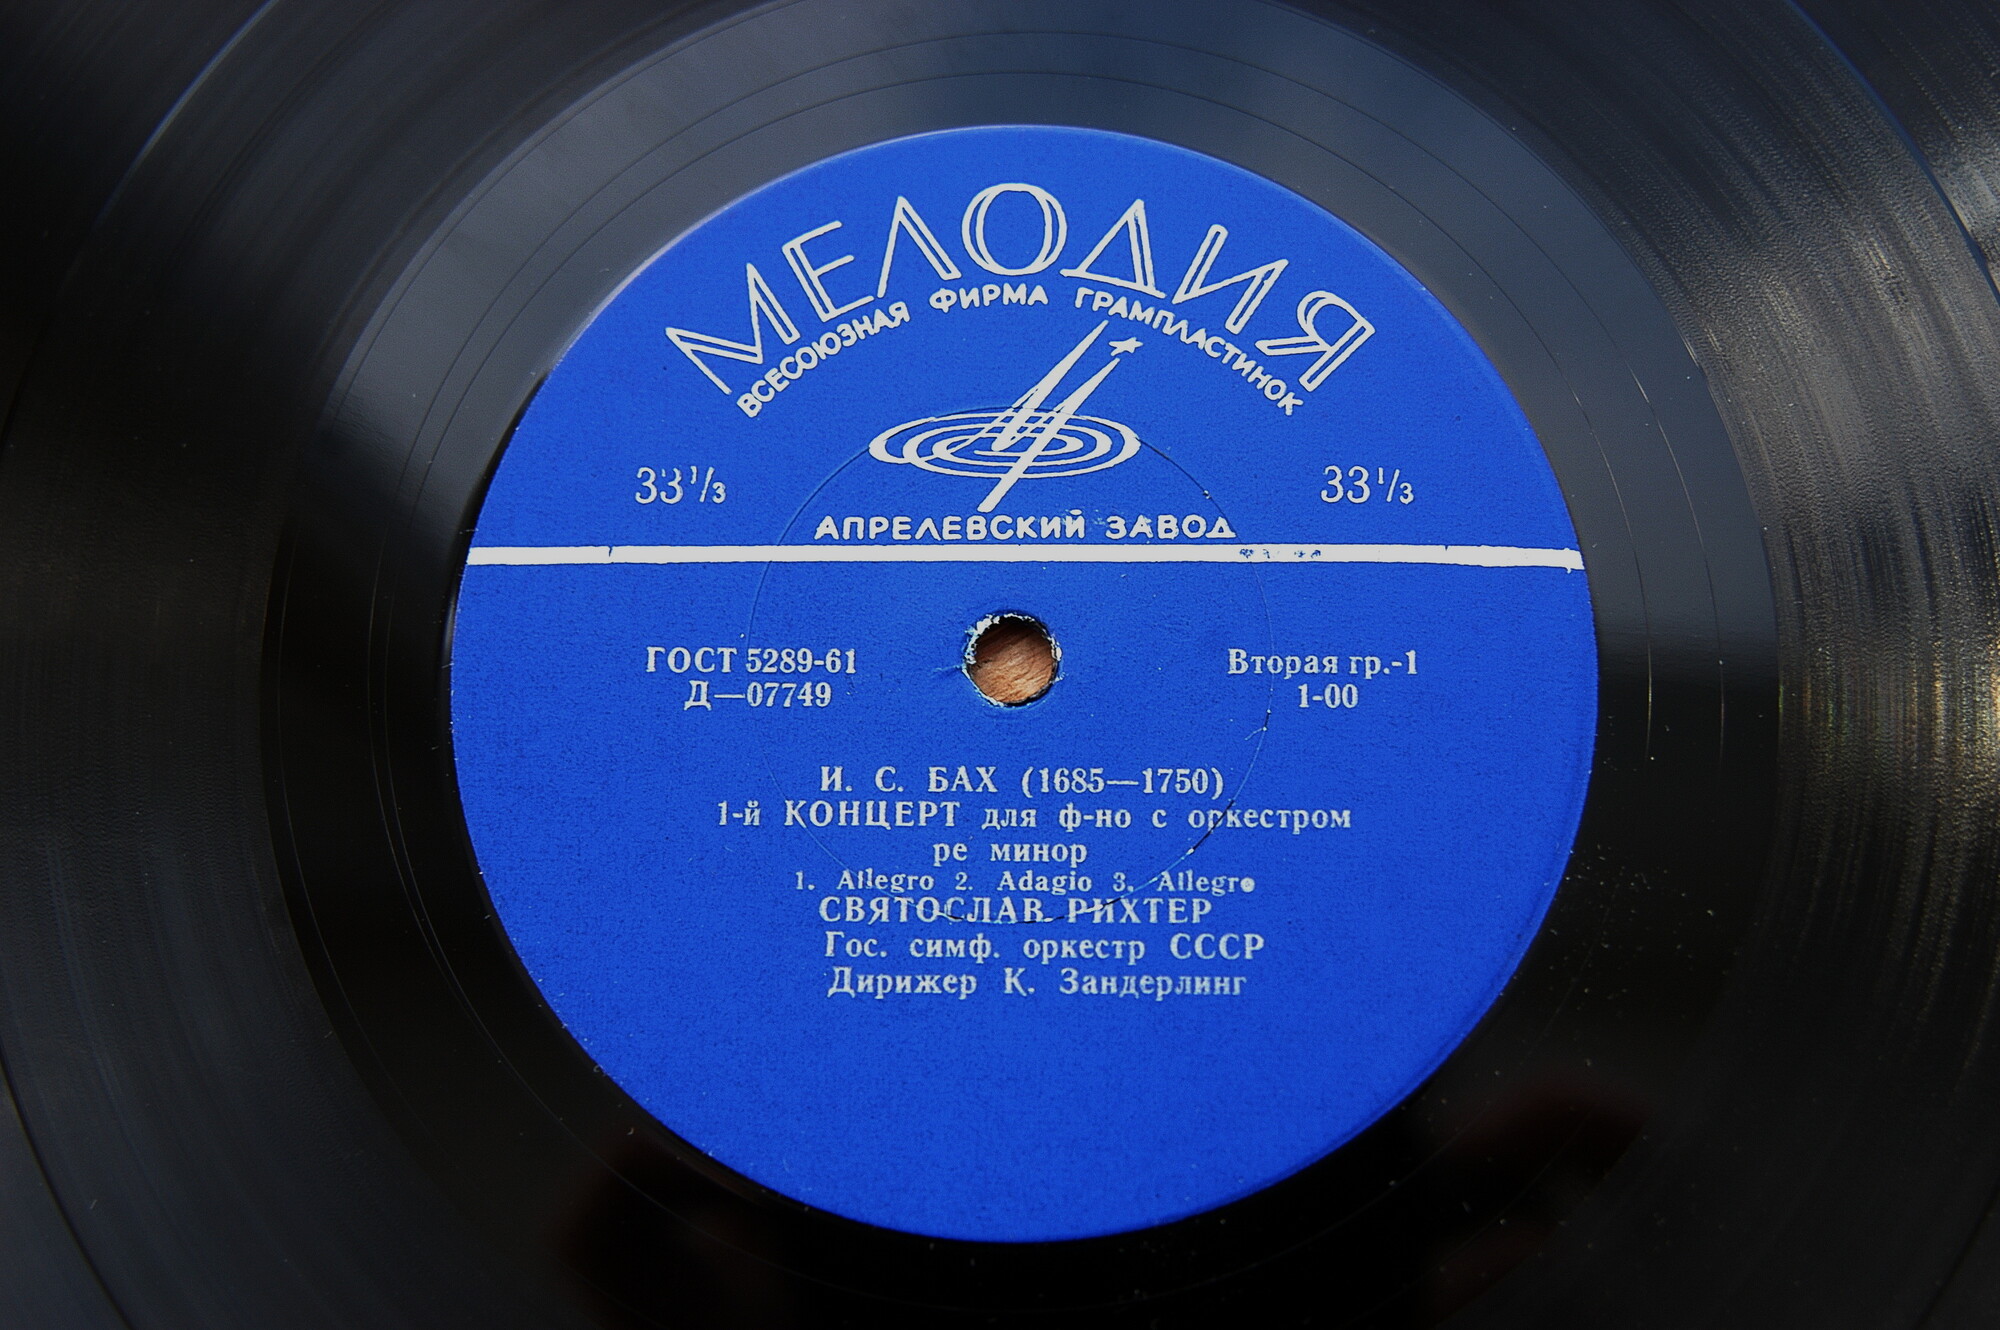 МЕЛОДИЯ
ВСЕСОЮЗНАЯ ФИРМА ГРАМПЛАСТИНОК
33⅓ 33⅓
АПРЕЛЕВСКИЙ ЗАВОД
ГОСТ 5289-61 Вторая гр.-1
Д—07749 1-00
И. С. БАХ (1685—1750)
1-й КОНЦЕРТ для ф-но с оркестром
ре минор
1. Allegro 2. Adagio 3. Allegro
СВЯТОСЛАВ РИХТЕР
Гос. симф. оркестр СССР
Дирижер К. Зандерлинг